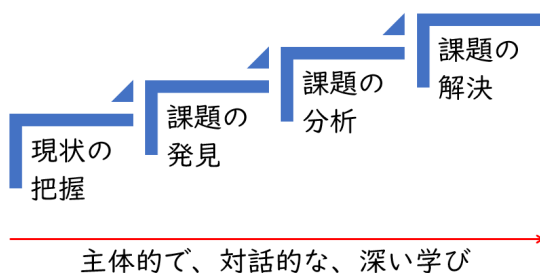 現状の
把握
課題の
発見
課題の
分析
課題の
解決
主体的で、対話的な、深い学び